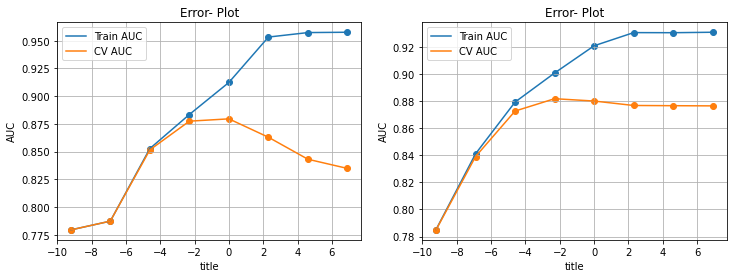 Error- Plot
Train AUC
CV AUC
AUC
0.950
0.925
0.900
0.875
0.850
0.825
0.800
0.775
−10 −8 −6 −4 −2 0 2 4 6
title
Error- Plot
Train AUC
CV AUC
AUC
0.92
0.90
0.88
0.86
0.84
0.82
0.80
0.78
−8 −6 −4 −2 0 2 4 6
title